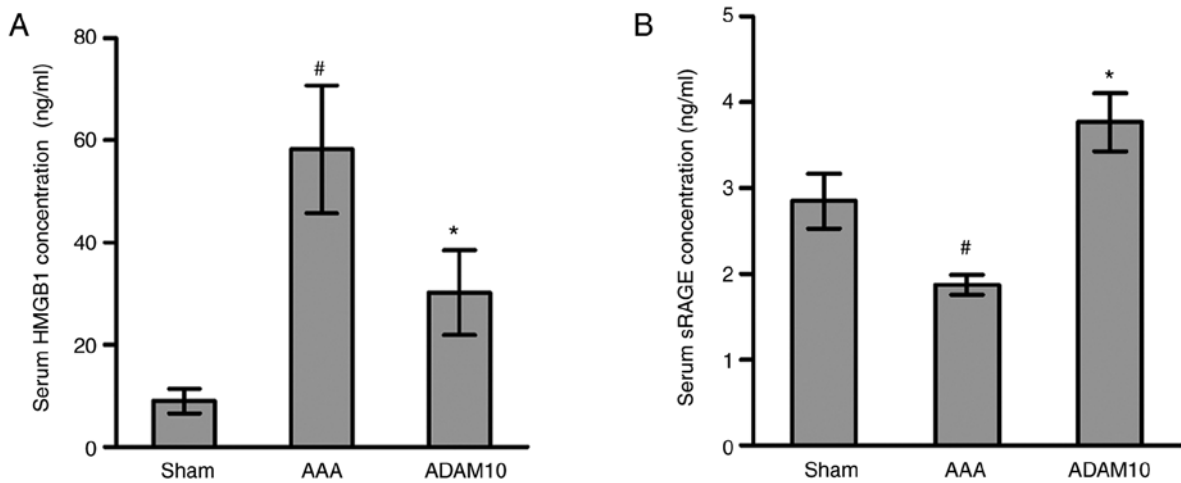 A
Serum HMGB1 concentration (ng/ml)
80
60
40
20
0
#
*
Sham AAA ADAM10
B
Serum sRAGE concentration (ng/ml)
5
4
3
2
1
0
#
*
Sham AAA ADAM10